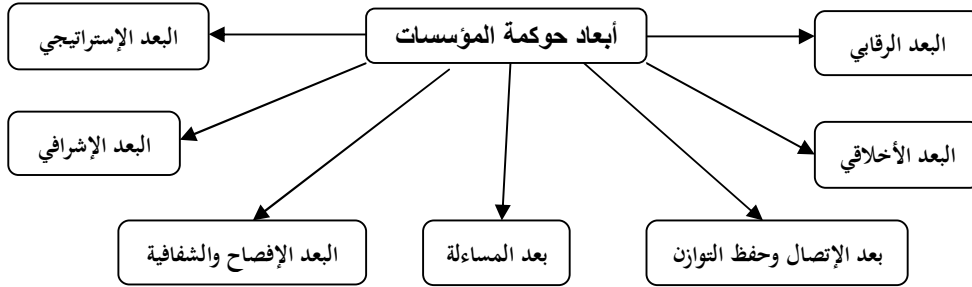 أبعاد حوكمة المؤسسات
البعد الرقابي
البعد الإستراتيجي
البعد الأخلاقي
البعد الإشرافي
بعد الإتصال وحفظ التوازن
بعد المساءلة
البعد الإفصاح والشفافية